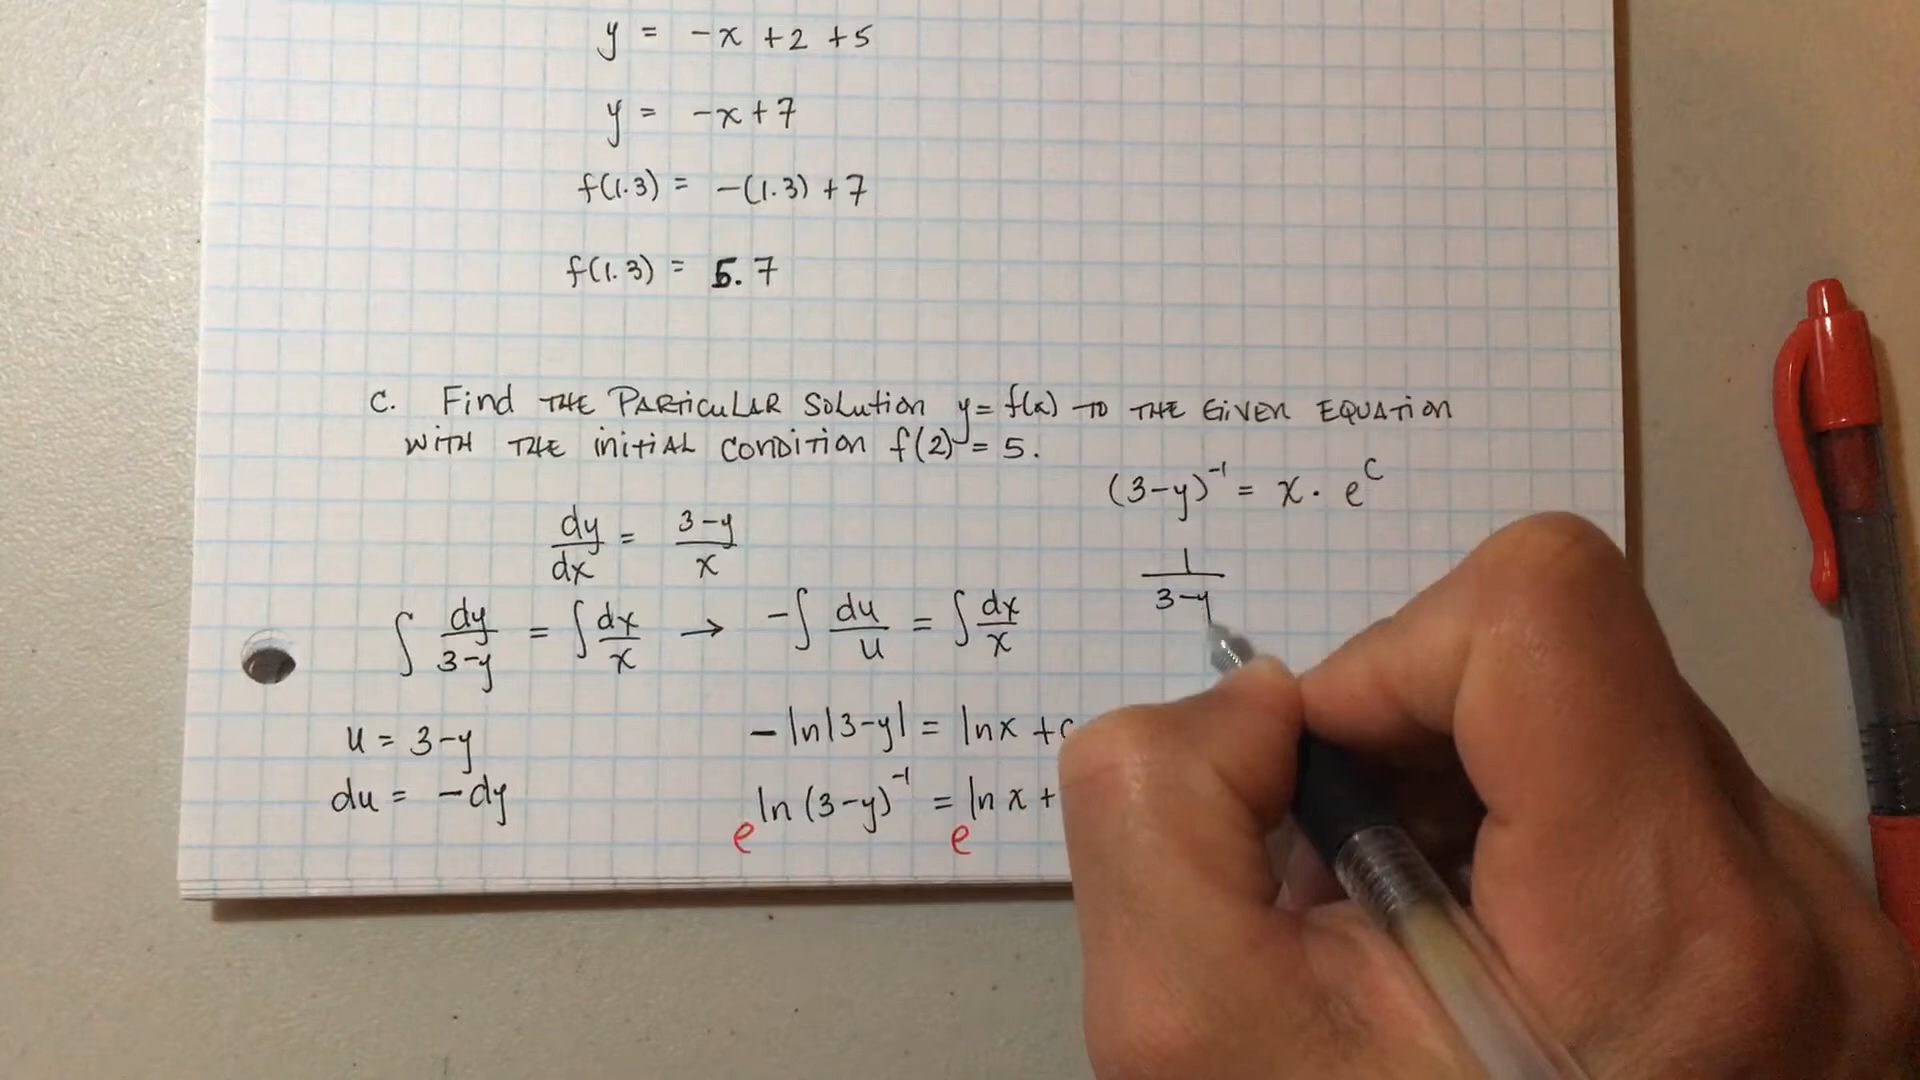 y = -x + 2 + 5
y = -x + 7
f(1.3) = -(1.3) + 7
f(1.3) = 5.7
C. Find THE PARTICULAR SOLUTION y = f(x) TO THE GIVEN EQUATION
WITH THE INITIAL CONDITION f(2) = 5.
dy/dx = 3-y/x
∫ dy/3-y = ∫ dx/x → -∫ du/u = ∫ dx/x
u = 3-y
du = -dy
-ln|3-y| = lnx + c
e^ln(3-y)^-1 = e^ln x +
(3-y)^-1 = x · e^C
1/3-y